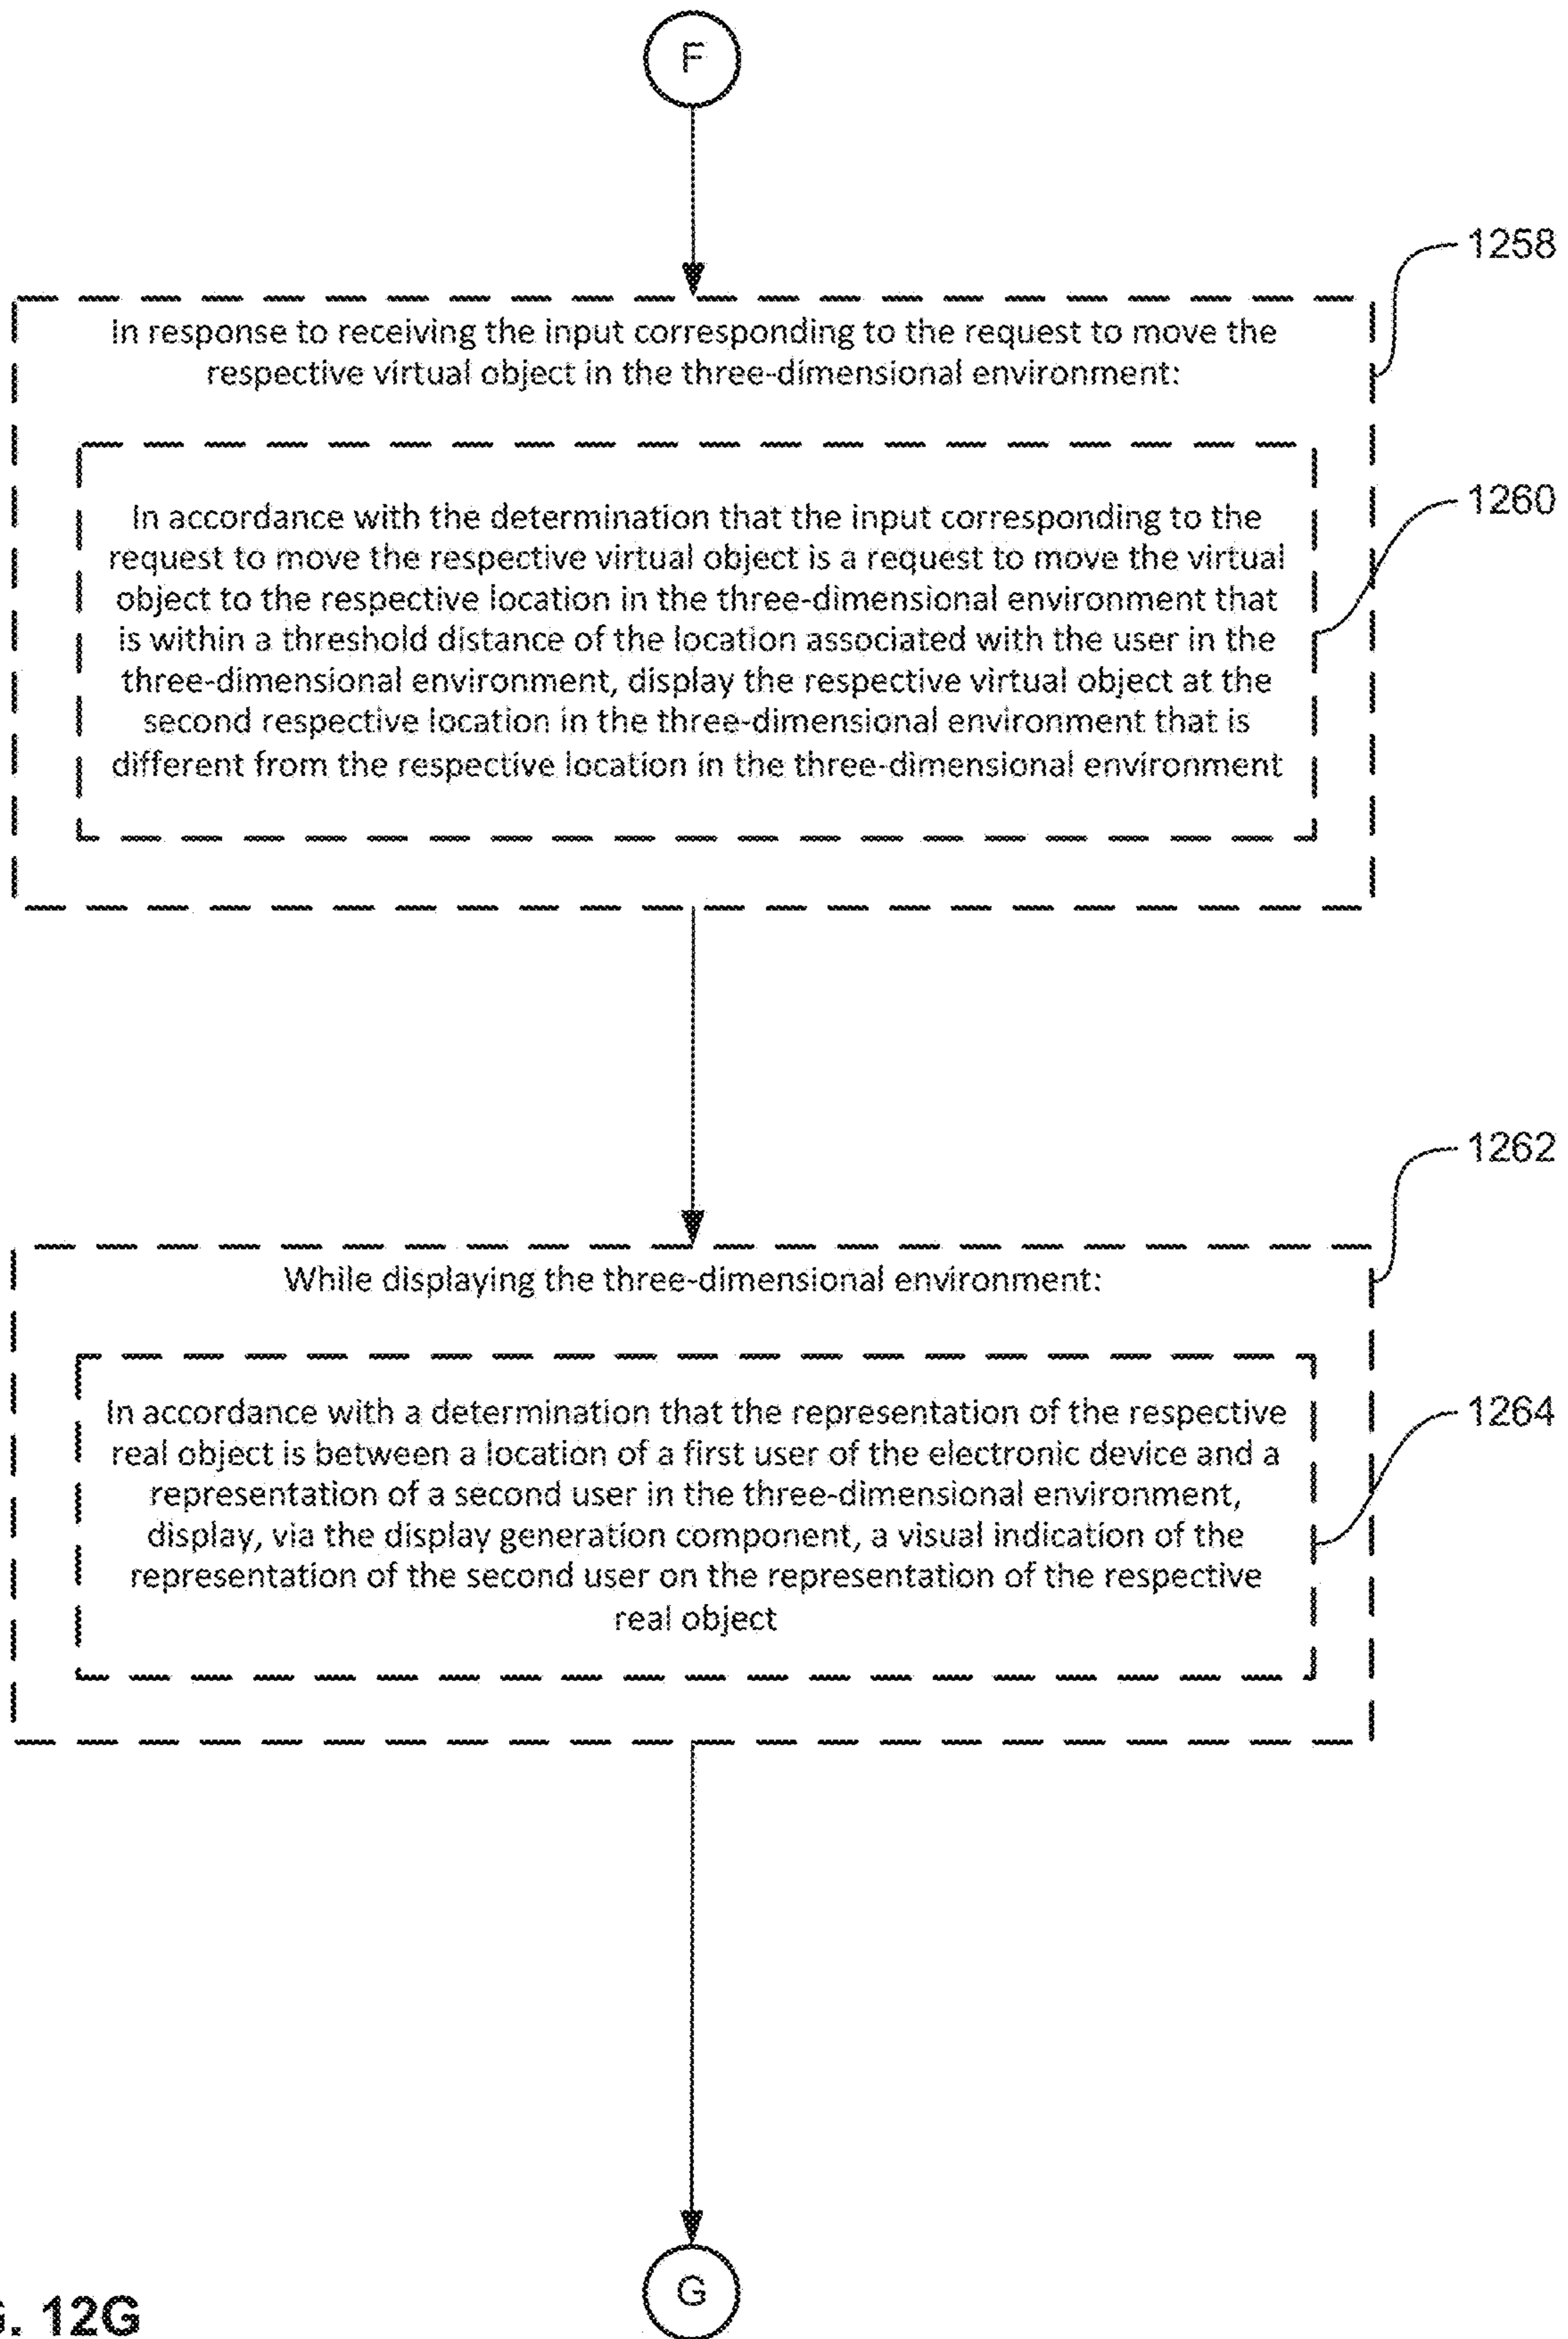 F
1258
In response to receiving the input corresponding to the request to move the
respective virtual object in the three-dimensional environment:
1260
In accordance with the determination that the input corresponding to the
request to move the respective virtual object is a request to move the virtual
object to the respective location in the three-dimensional environment that
is within a threshold distance of the location associated with the user in the
three-dimensional environment, display the respective virtual object at the
second respective location in the three-dimensional environment that is
different from the respective location in the three-dimensional environment
1262
While displaying the three-dimensional environment:
1264
In accordance with a determination that the representation of the respective
real object is between a location of a first user of the electronic device and a
representation of a second user in the three-dimensional environment,
display, via the display generation component, a visual indication of the
representation of the second user on the representation of the respective
real object
G
12G